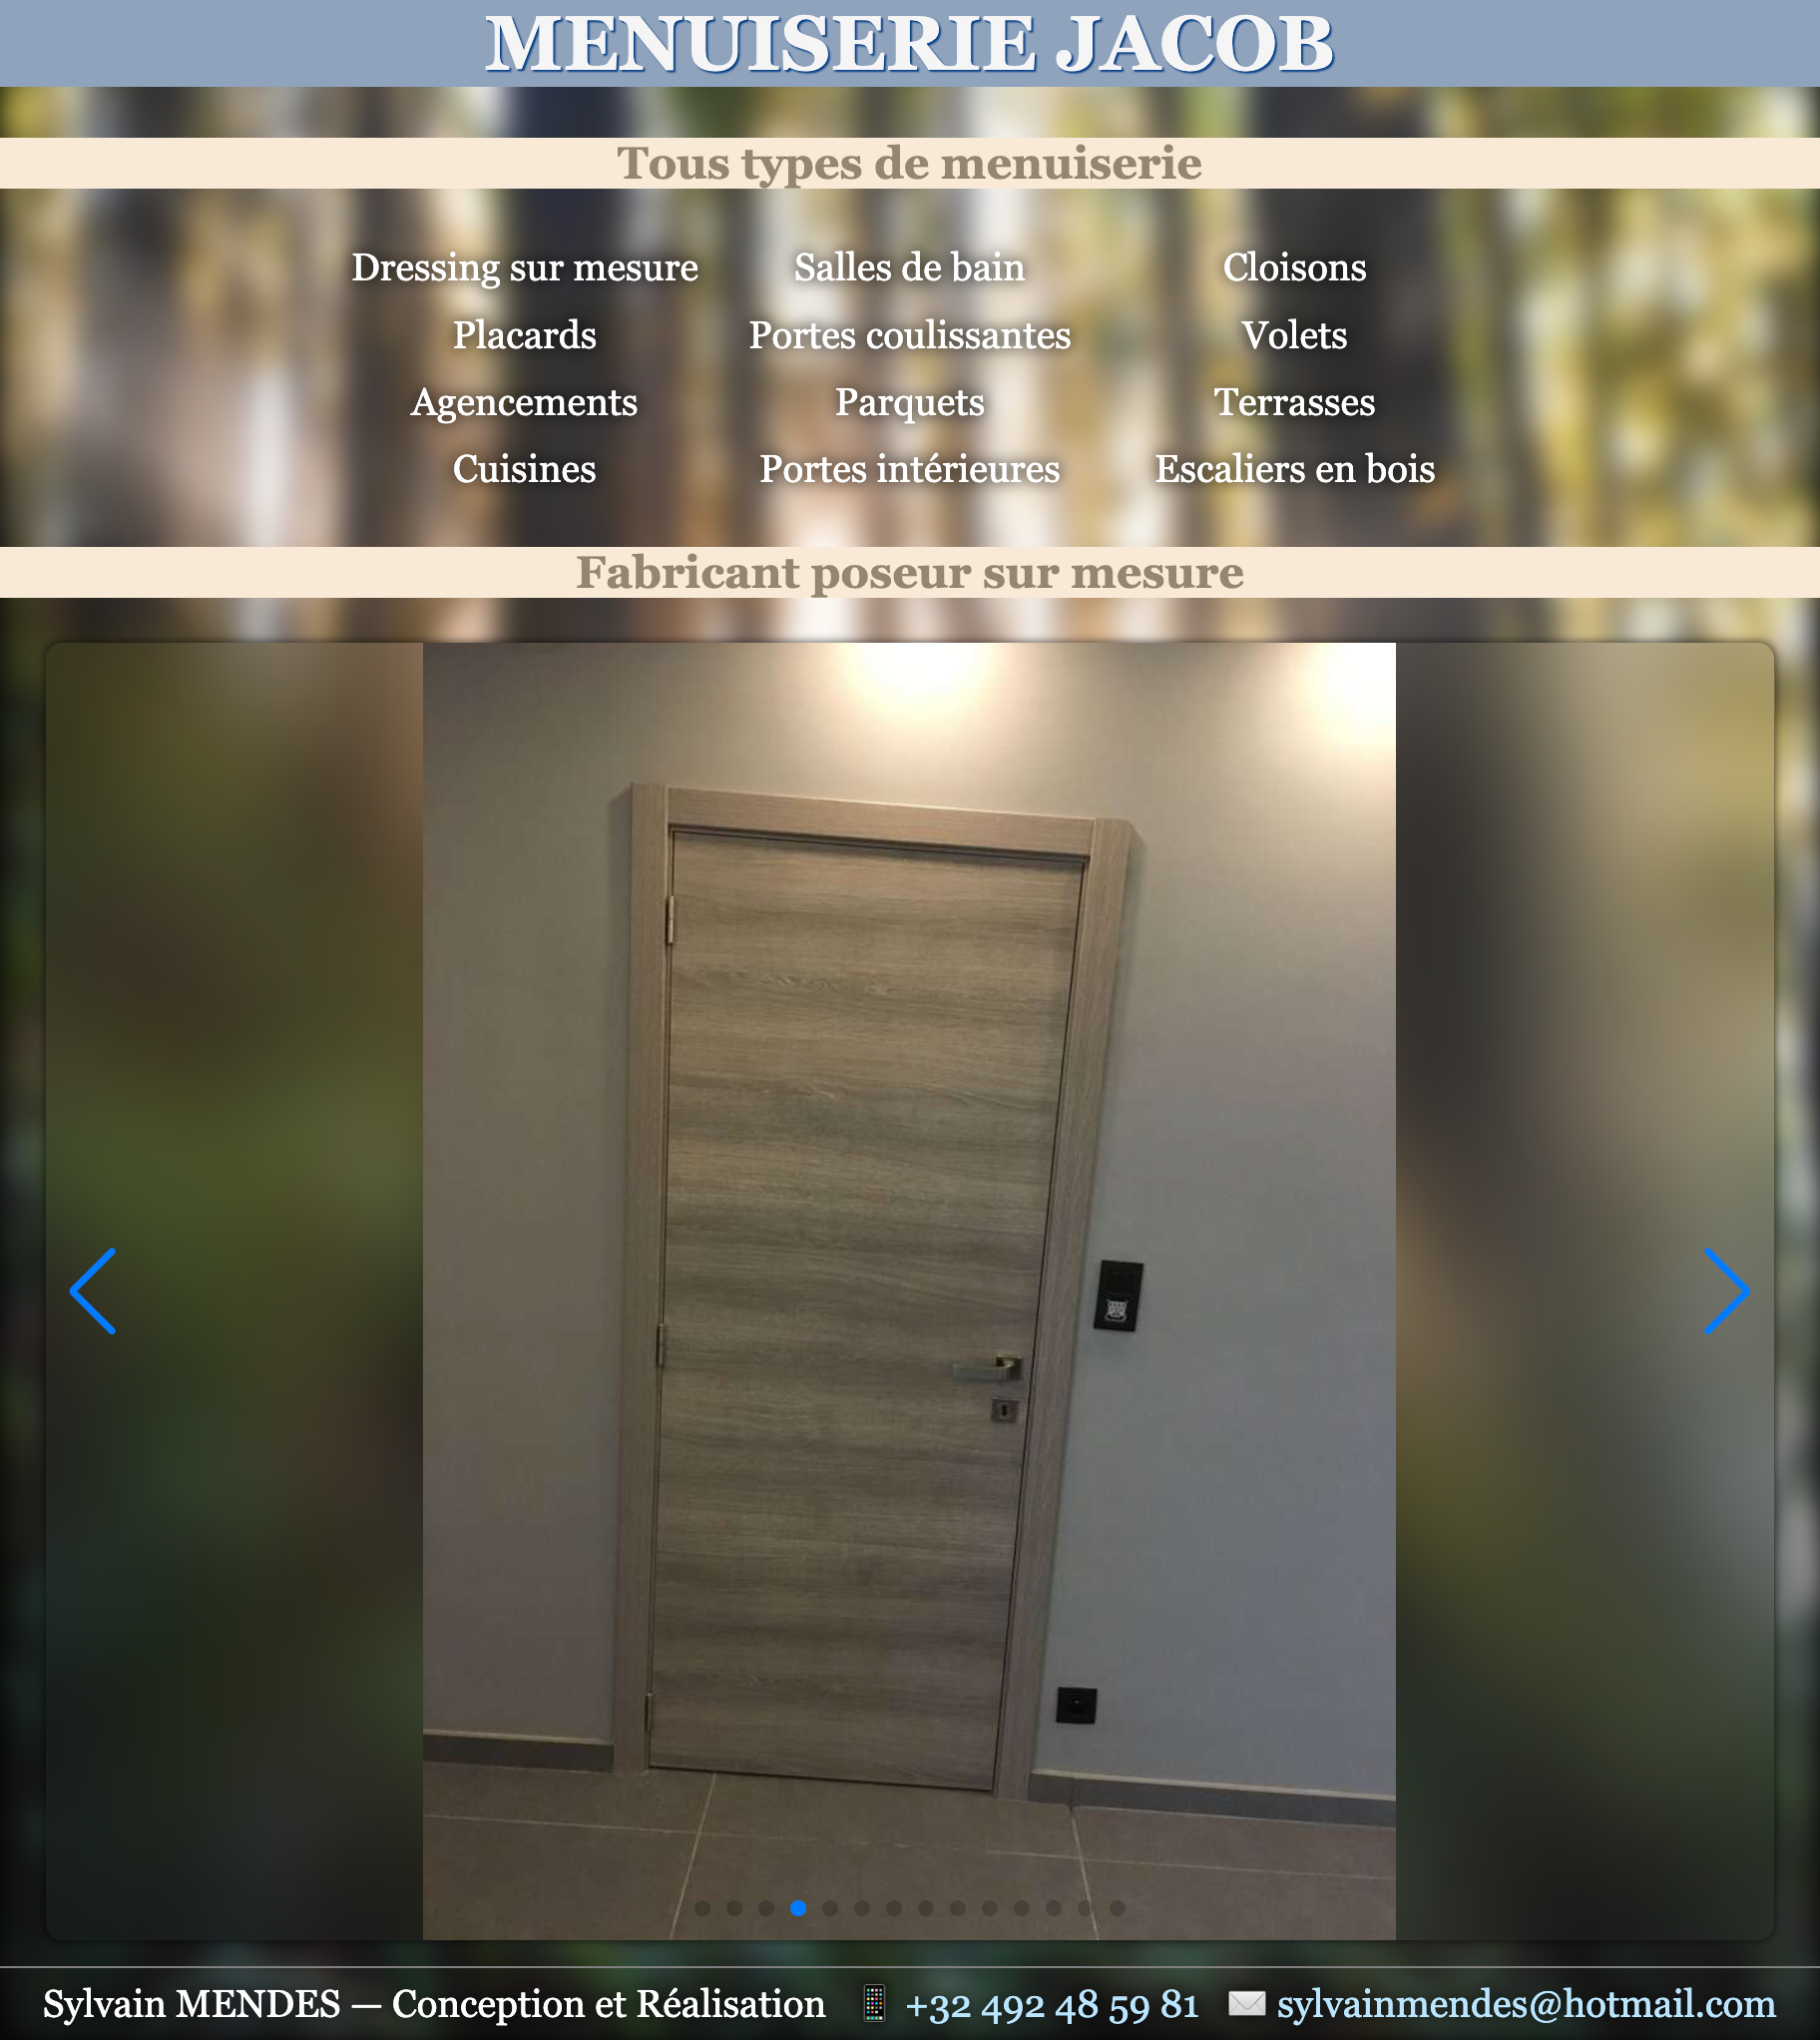 MENUISERIE JACOB
Tous types de menuiserie
Dressing sur mesure Salles de bain Cloisons
Placards Portes coulissantes Volets
Agencements Parquets Terrasses
Cuisines Portes intérieures Escaliers en bois
Fabricant poseur sur mesure
Sylvain MENDES — Conception et Réalisation 📱 +32 492 48 59 81 ✉️ sylvainmendes@hotmail.com